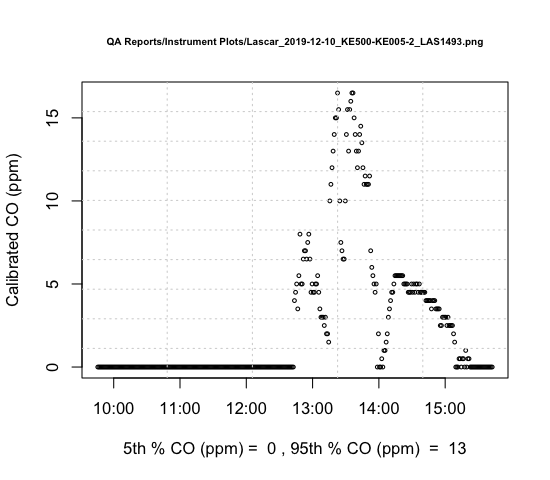 QA Reports/Instrument Plots/Lascar_2019-12-10_KE500-KE005-2_LAS1493.png
Calibrated CO (ppm)
15
10
5
0
10:00 11:00 12:00 13:00 14:00 15:00
5th % CO (ppm) = 0 , 95th % CO (ppm) = 13